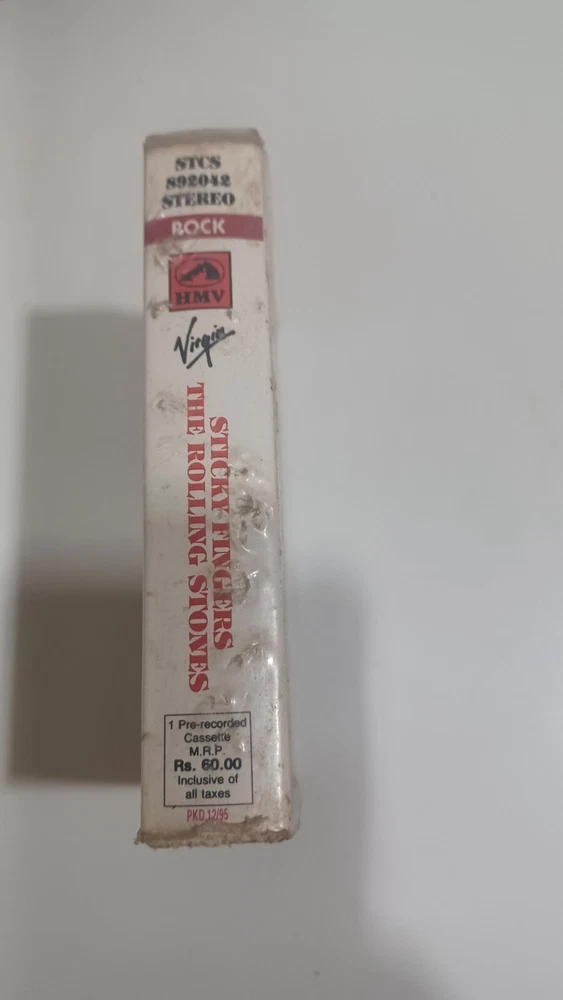 STCS
892042
STEREO
ROCK
HMV
Virgin
STICKY FINGERS
THE ROLLING STONES
1 Pre-recorded
Cassette
M.R.P.
Rs. 60.00
Inclusive of
all taxes
PKD.12/95